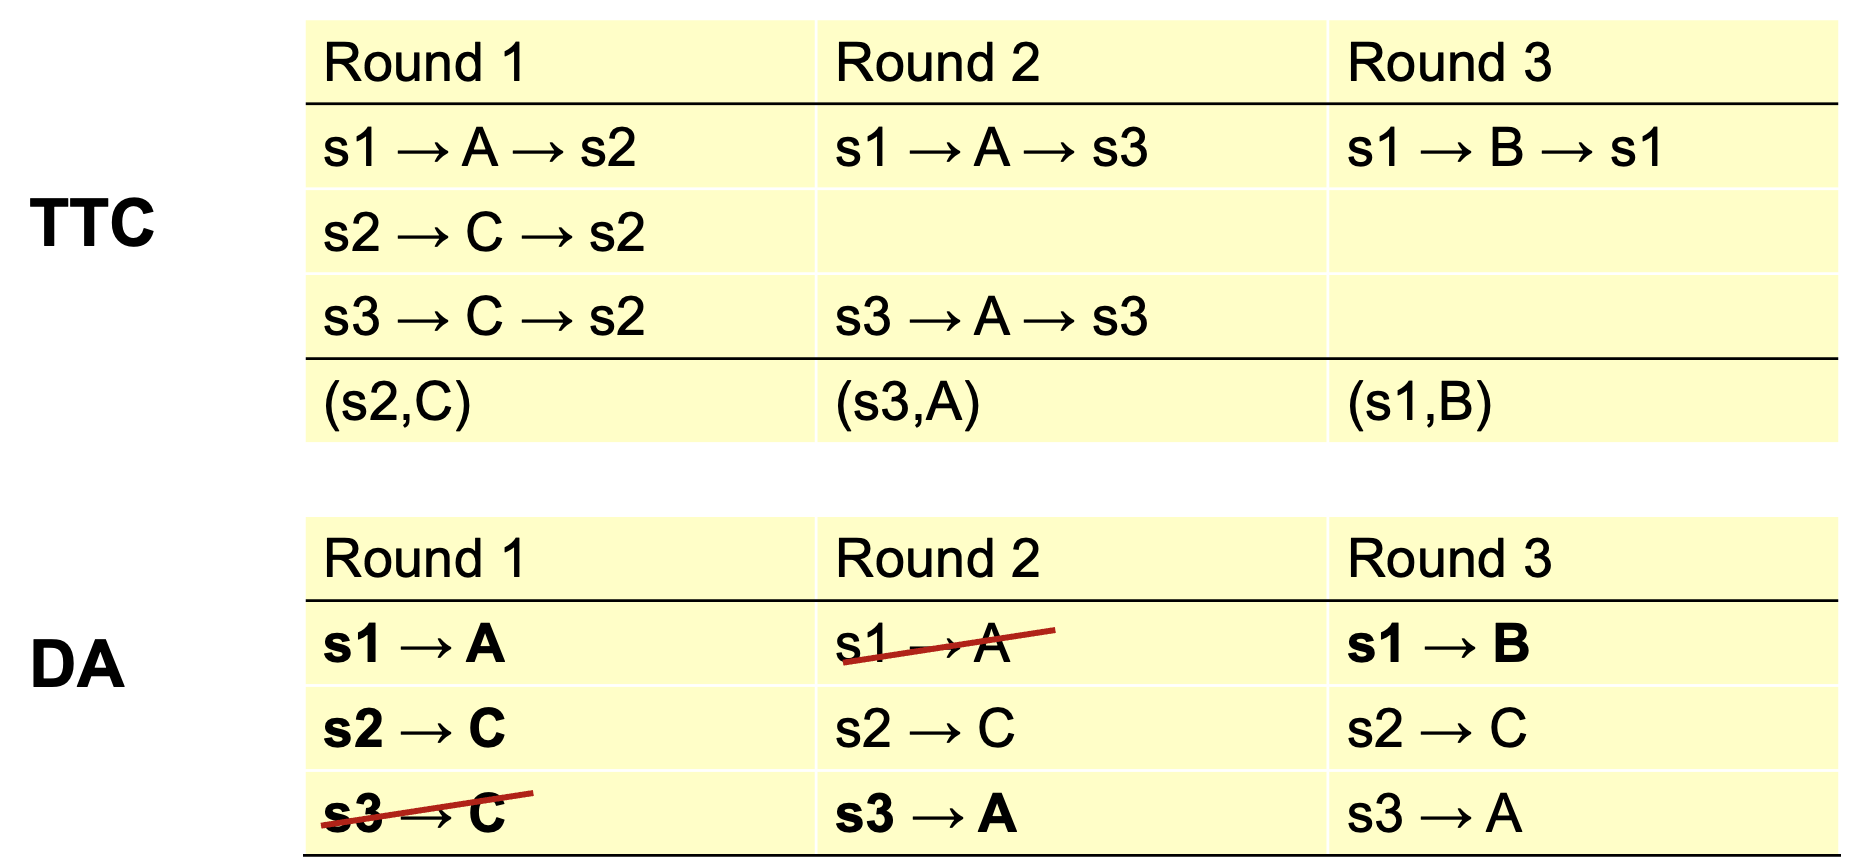 TTC
Round 1 Round 2 Round 3
s1 → A → s2 s1 → A → s3 s1 → B → s1
s2 → C → s2
s3 → C → s2 s3 → A → s3
(s2,C) (s3,A) (s1,B)
DA
Round 1 Round 2 Round 3
s1 → A s1 → A s1 → B
s2 → C s2 → C s2 → C
s3 → C s3 → A s3 → A